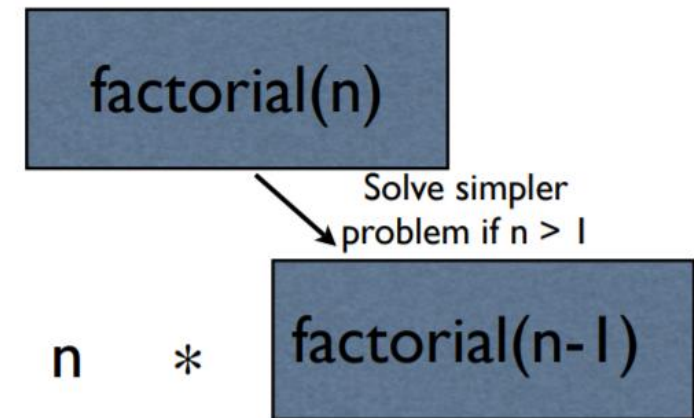 factorial(n)
Solve simpler
problem if n > 1
n * factorial(n-1)